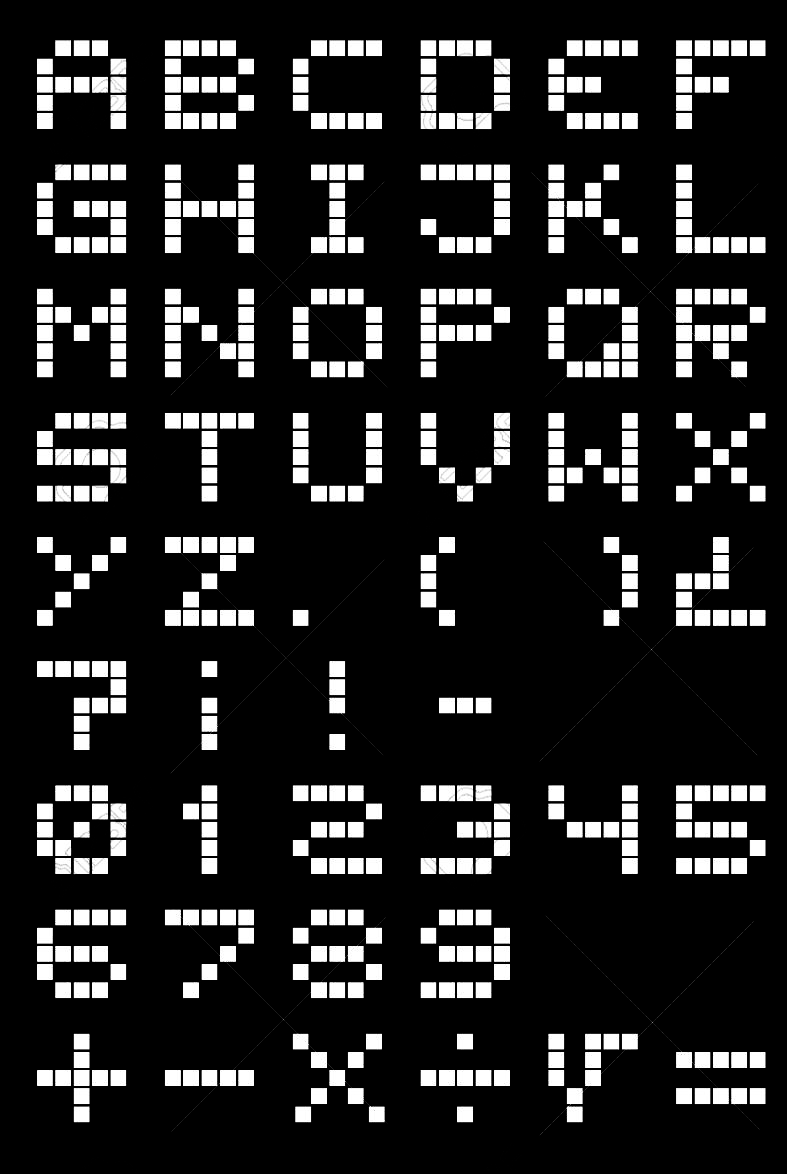 A B C D E F
G H I J K L
M N O P Q R
S T U V W X
Y Z . ( ) ¿
? ¡ ! -
0 1 2 3 4 5
6 7 8 9
+ − × ÷ √ =